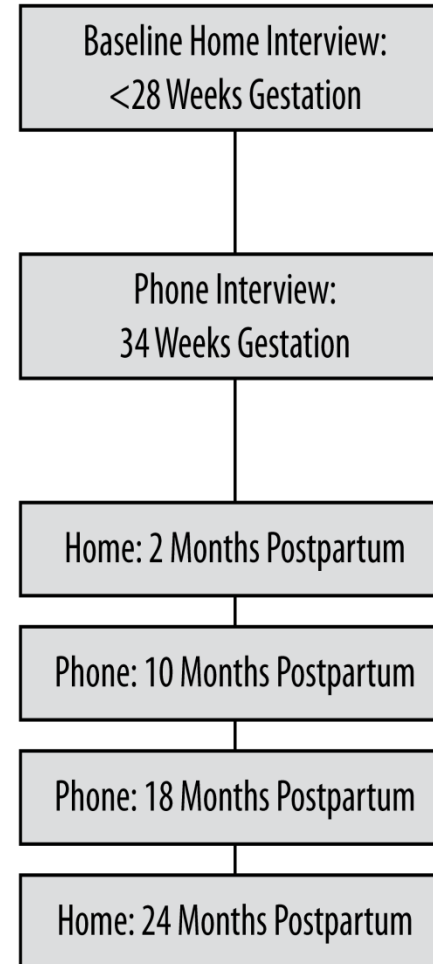 Baseline Home Interview:
<28 Weeks Gestation
Phone Interview:
34 Weeks Gestation
Home: 2 Months Postpartum
Phone: 10 Months Postpartum
Phone: 18 Months Postpartum
Home: 24 Months Postpartum